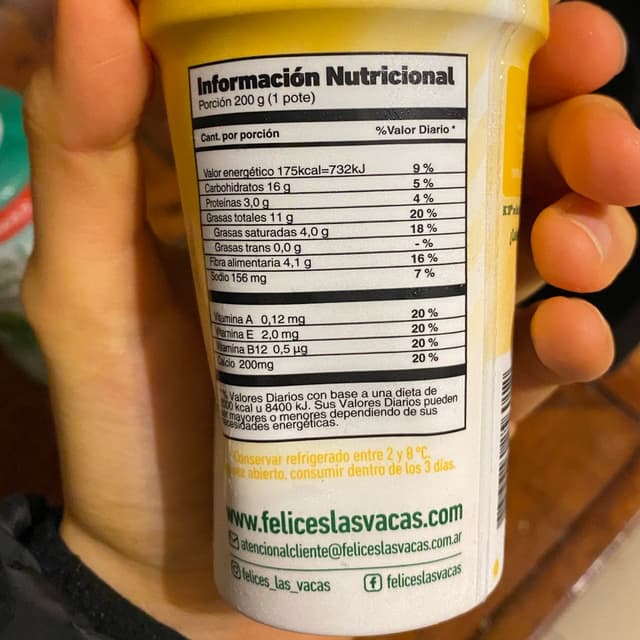 Información Nutricional
Porción 200 g (1 pote)
Cant. por porción %Valor Diario *
Valor energético 175kcal=732kJ 9 %
Carbohidratos 16 g 5 %
Proteínas 3,0 g 4 %
Grasas totales 11 g 20 %
Grasas saturadas 4,0 g 18 %
Grasas trans 0,0 g - %
Fibra alimentaria 4,1 g 16 %
Sodio 156 mg 7 %
Vitamina A 0,12 mg 20 %
Vitamina E 2,0 mg 20 %
Vitamina B12 0,5 µg 20 %
Calcio 200mg 20 %
% Valores Diarios con base a una dieta de
kcal u 8400 kJ. Sus Valores Diarios pueden
mayores o menores dependiendo de sus
necesidades energéticas.
Conservar refrigerado entre 2 y 8 °C.
vez abierto, consumir dentro de los 3 días.
www.feliceslasvacas.com
atencionalcliente@feliceslasvacas.com.ar
felices_las_vacas feliceslasvacas